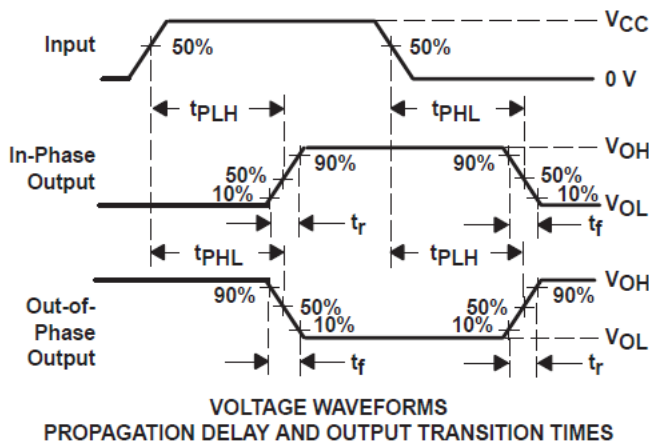 VCC
Input
50%
50%
0 V
tPLH
tPHL
In-Phase
Output
90%
90%
VOH
50%
50%
10%
10%
VOL
tr
tf
tPHL
tPLH
Out-of-
Phase
Output
90%
90%
VOH
50%
50%
10%
10%
VOL
tf
tr
VOLTAGE WAVEFORMS
PROPAGATION DELAY AND OUTPUT TRANSITION TIMES